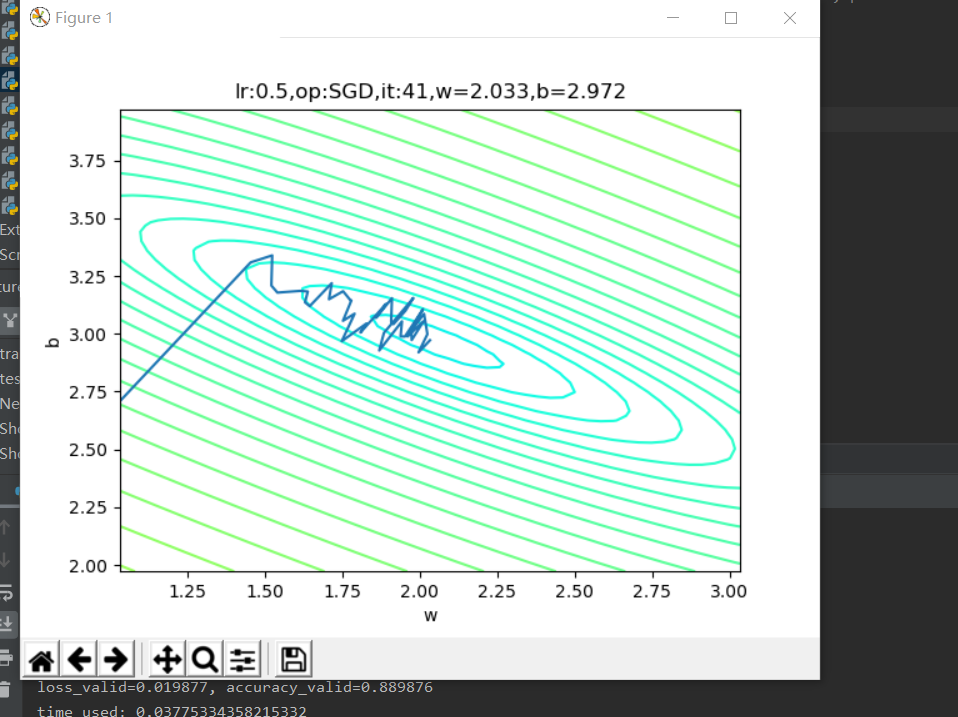 Figure 1
lr:0.5,op:SGD,it:41,w=2.033,b=2.972
3.75
3.50
3.25
3.00
2.75
2.50
2.25
2.00
b
1.25 1.50 1.75 2.00 2.25 2.50 2.75 3.00
w
Ext
Scr
tur
tra
tes
Ne
Sho
Sho
loss_valid=0.019877, accuracy_valid=0.889876
time used: 0.03775334358215332